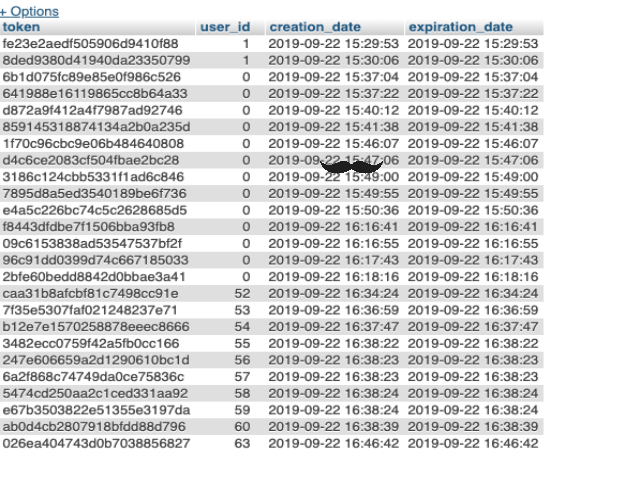 + Options
token user_id creation_date expiration_date
fe23e2aedf505906d9410f88 1 2019-09-22 15:29:53 2019-09-22 15:29:53
8ded9380d41940da23350799 1 2019-09-22 15:30:06 2019-09-22 15:30:06
6b1d075fc89e85e0f986c526 0 2019-09-22 15:37:04 2019-09-22 15:37:04
641988e16119865cc8b64a33 0 2019-09-22 15:37:22 2019-09-22 15:37:22
d872a9f412a4f7987ad92746 0 2019-09-22 15:40:12 2019-09-22 15:40:12
859145318874134a2b0a235d 0 2019-09-22 15:41:38 2019-09-22 15:41:38
1f70c96cbc9e06b484640808 0 2019-09-22 15:46:07 2019-09-22 15:46:07
d4c6ce2083cf504fbae2bc28 0 2019-09-22 15:47:06 2019-09-22 15:47:06
3186c124cbb5331f1ad6c846 0 2019-09-22 15:49:00 2019-09-22 15:49:00
7895d8a5ed3540189be6f736 0 2019-09-22 15:49:55 2019-09-22 15:49:55
e4a5c226bc74c5c2628685d5 0 2019-09-22 15:50:36 2019-09-22 15:50:36
f8443dfdbe7f1506bba93fb8 0 2019-09-22 16:16:41 2019-09-22 16:16:41
09c6153838ad53547537bf2f 0 2019-09-22 16:16:55 2019-09-22 16:16:55
96c91dd0399d74c667185033 0 2019-09-22 16:17:43 2019-09-22 16:17:43
2bfe60bedd8842d0bbae3a41 0 2019-09-22 16:18:16 2019-09-22 16:18:16
caa31b8afcbf81c7498cc91e 52 2019-09-22 16:34:24 2019-09-22 16:34:24
7f35e5307faf021248237e71 53 2019-09-22 16:36:59 2019-09-22 16:36:59
b12e7e1570258878eeec8666 54 2019-09-22 16:37:47 2019-09-22 16:37:47
3482ecc0759f42a5fb0cc166 55 2019-09-22 16:38:22 2019-09-22 16:38:22
247e606659a2d1290610bc1d 56 2019-09-22 16:38:23 2019-09-22 16:38:23
6a2f868c74749da0ce75836c 57 2019-09-22 16:38:23 2019-09-22 16:38:23
5474cd250aa2c1ced331aa92 58 2019-09-22 16:38:24 2019-09-22 16:38:24
e67b3503822e51355e3197da 59 2019-09-22 16:38:24 2019-09-22 16:38:24
ab0d4cb2807918bfdd88d796 60 2019-09-22 16:38:39 2019-09-22 16:38:39
026ea404743d0b7038856827 63 2019-09-22 16:46:42 2019-09-22 16:46:42